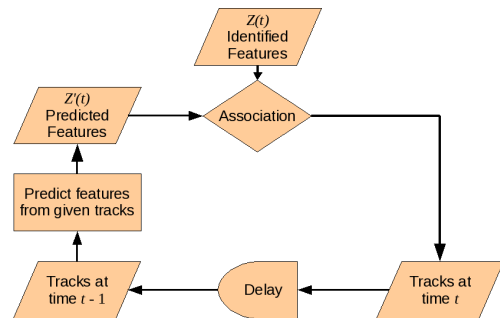 Z(t)
Identified
Features
Z'(t)
Predicted
Features
Association
Predict features
from given tracks
Tracks at
time t - 1
Delay
Tracks at
time t